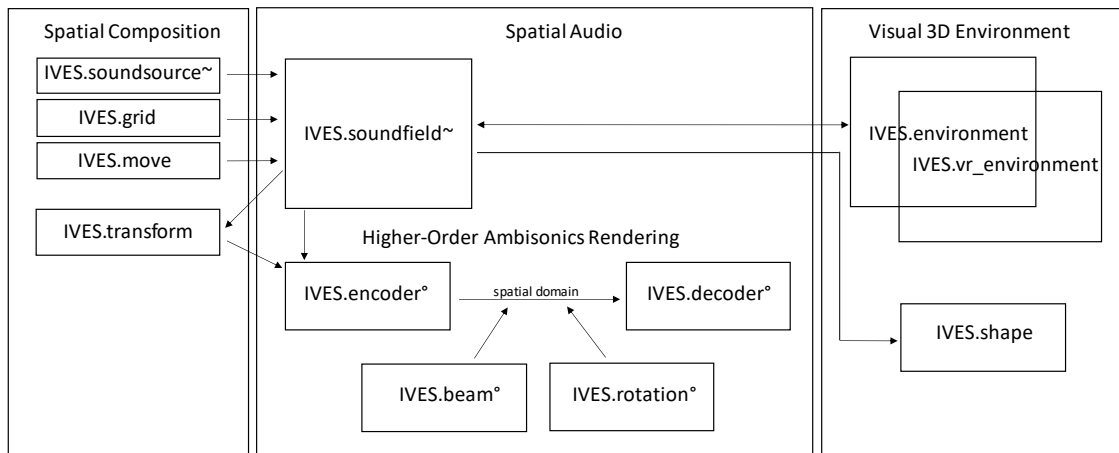 Spatial Composition
IVES.soundsource~
IVES.grid
IVES.move
IVES.transform
Spatial Audio
IVES.soundfield~
Higher-Order Ambisonics Rendering
IVES.encoder°
spatial domain
IVES.decoder°
IVES.beam°
IVES.rotation°
Visual 3D Environment
IVES.environment
IVES.vr_environment
IVES.shape